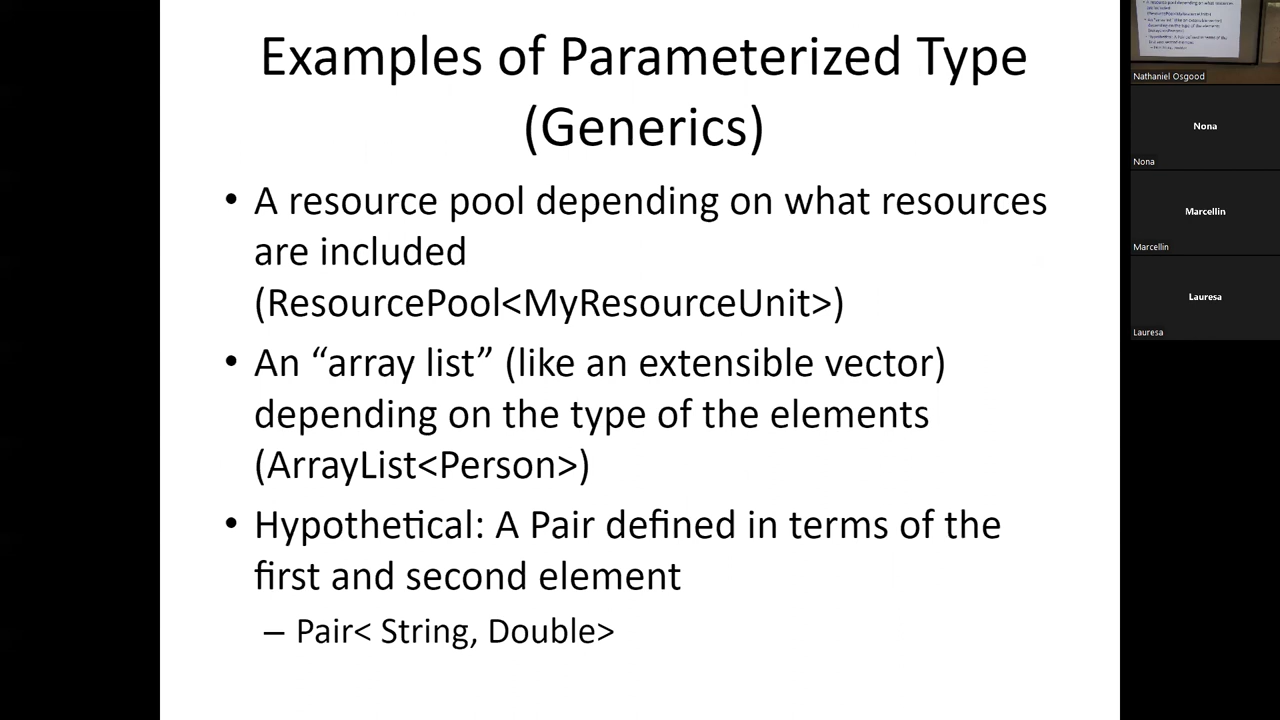 Examples of Parameterized Type
(Generics)
• A resource pool depending on what resources
are included
(ResourcePool<MyResourceUnit>)
• An “array list” (like an extensible vector)
depending on the type of the elements
(ArrayList<Person>)
• Hypothetical: A Pair defined in terms of the
first and second element
– Pair< String, Double>
Nathaniel Osgood
Nona
Nona
Marcellin
Marcellin
Lauresa
Lauresa